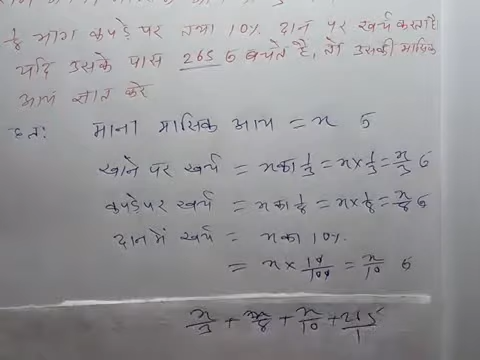 1/8 भाग कपड़े पर तथा 10% दान पर खर्च करता है।
यदि उसके पास 265 ₹ बचते है, तो उसकी मासिक
आय ज्ञात करे
हलः माना मासिक आय = x ₹
खाने पर खर्च = x का 1/3 = x × 1/3 = x/3 ₹
कपड़े पर खर्च = x का 1/8 = x × 1/8 = x/8 ₹
दान में खर्च = x का 10%.
= x × 10/100 = x/10 ₹
x/3 + x/8 + x/10 + 265/1